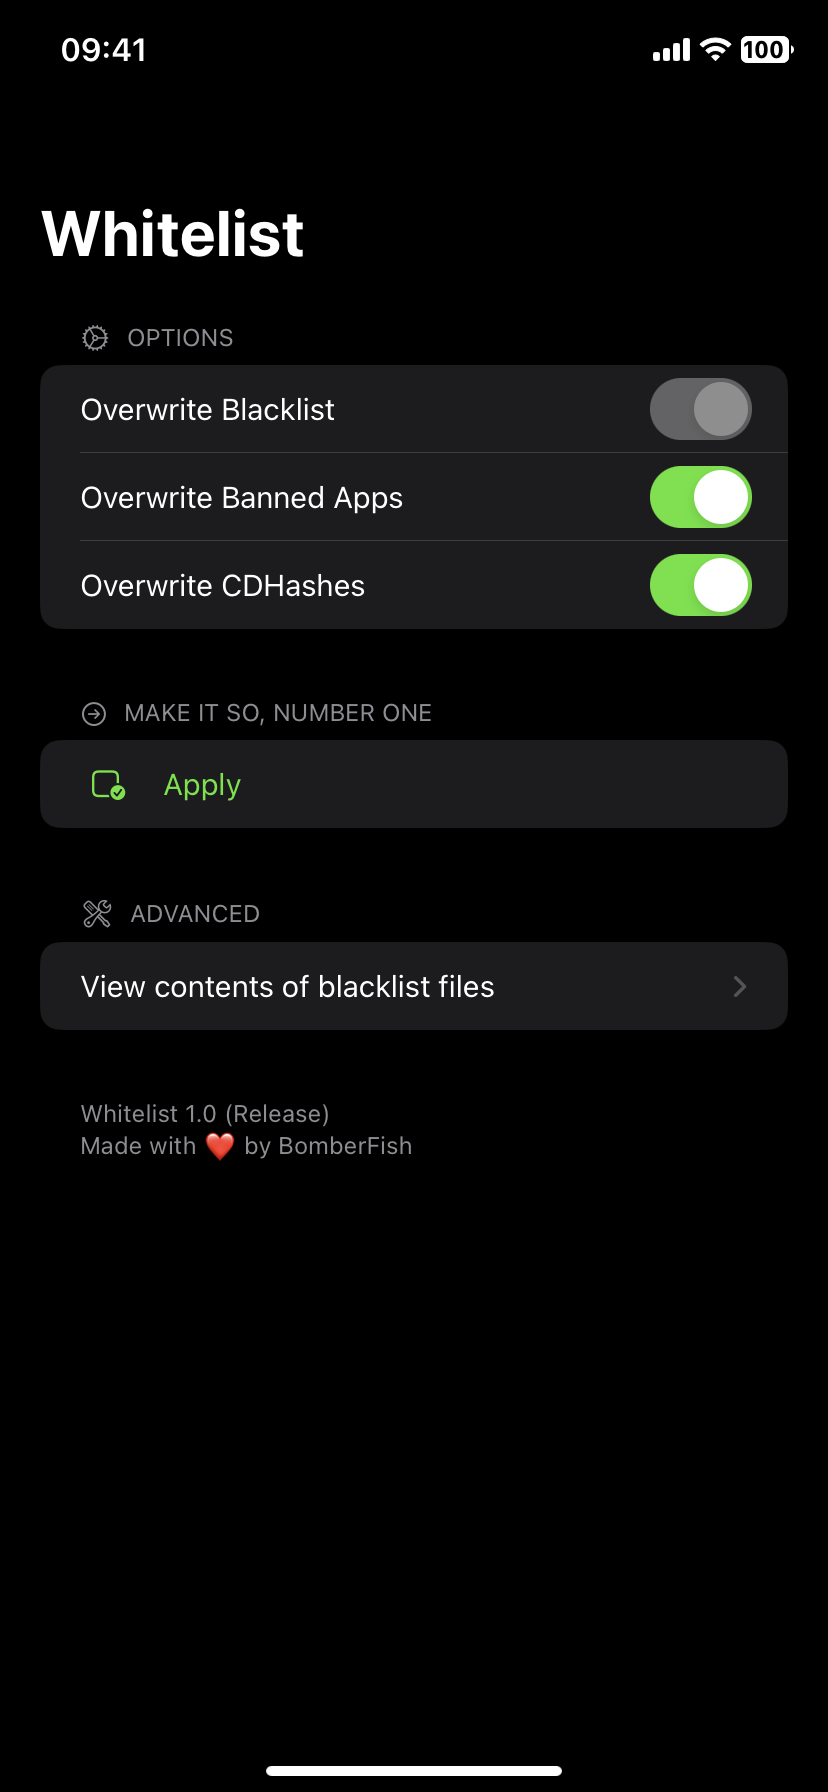 09:41
100
Whitelist
OPTIONS
Overwrite Blacklist
Overwrite Banned Apps
Overwrite CDHashes
MAKE IT SO, NUMBER ONE
Apply
ADVANCED
View contents of blacklist files
Whitelist 1.0 (Release)
Made with ❤️ by BomberFish